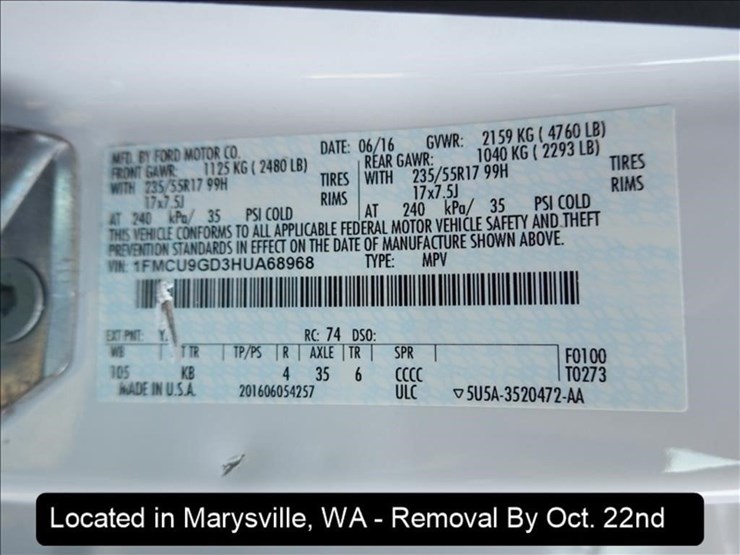 MFD. BY FORD MOTOR CO. DATE: 06/16 GVWR: 2159 KG ( 4760 LB)
FRONT GAWR: 1125 KG ( 2480 LB) REAR GAWR: 1040 KG ( 2293 LB)
WITH 235/55R17 99H TIRES WITH 235/55R17 99H TIRES
17x7.5J RIMS 17x7.5J RIMS
AT 240 kPa/ 35 PSI COLD AT 240 kPa/ 35 PSI COLD
THIS VEHICLE CONFORMS TO ALL APPLICABLE FEDERAL MOTOR VEHICLE SAFETY AND THEFT
PREVENTION STANDARDS IN EFFECT ON THE DATE OF MANUFACTURE SHOWN ABOVE.
VIN: 1FMCU9GD3HUA68968 TYPE: MPV
EXT PNT: RC: 74 DSO:
WB T TR TP/PS R AXLE TR SPR F0100
105 KB 4 35 6 CCCC T0273
MADE IN U.S.A. 201606054257 ULC ▽5U5A-3520472-AA
Located in Marysville, WA - Removal By Oct. 22nd